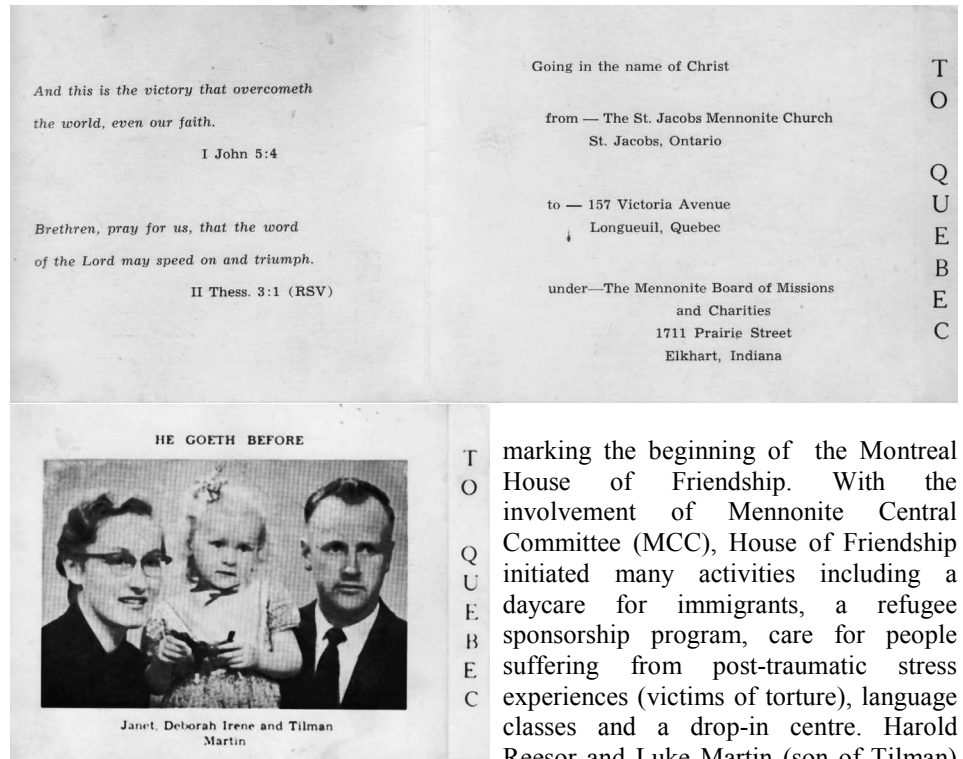 And this is the victory that overcometh
the world, even our faith.
I John 5:4
Brethren, pray for us, that the word
of the Lord may speed on and triumph.
II Thess. 3:1 (RSV)
Going in the name of Christ
from — The St. Jacobs Mennonite Church
St. Jacobs, Ontario
to — 157 Victoria Avenue
Longueuil, Quebec
under—The Mennonite Board of Missions
and Charities
1711 Prairie Street
Elkhart, Indiana
TO QUEBEC
HE GOETH BEFORE
Janet, Deborah Irene and Tilman
Martin
TO QUEBEC
marking the beginning of the Montreal
House of Friendship. With the
involvement of Mennonite Central
Committee (MCC), House of Friendship
initiated many activities including a
daycare for immigrants, a refugee
sponsorship program, care for people
suffering from post-traumatic stress
experiences (victims of torture), language
classes and a drop-in centre. Harold
Reesor and Luke Martin (son of Tilman)